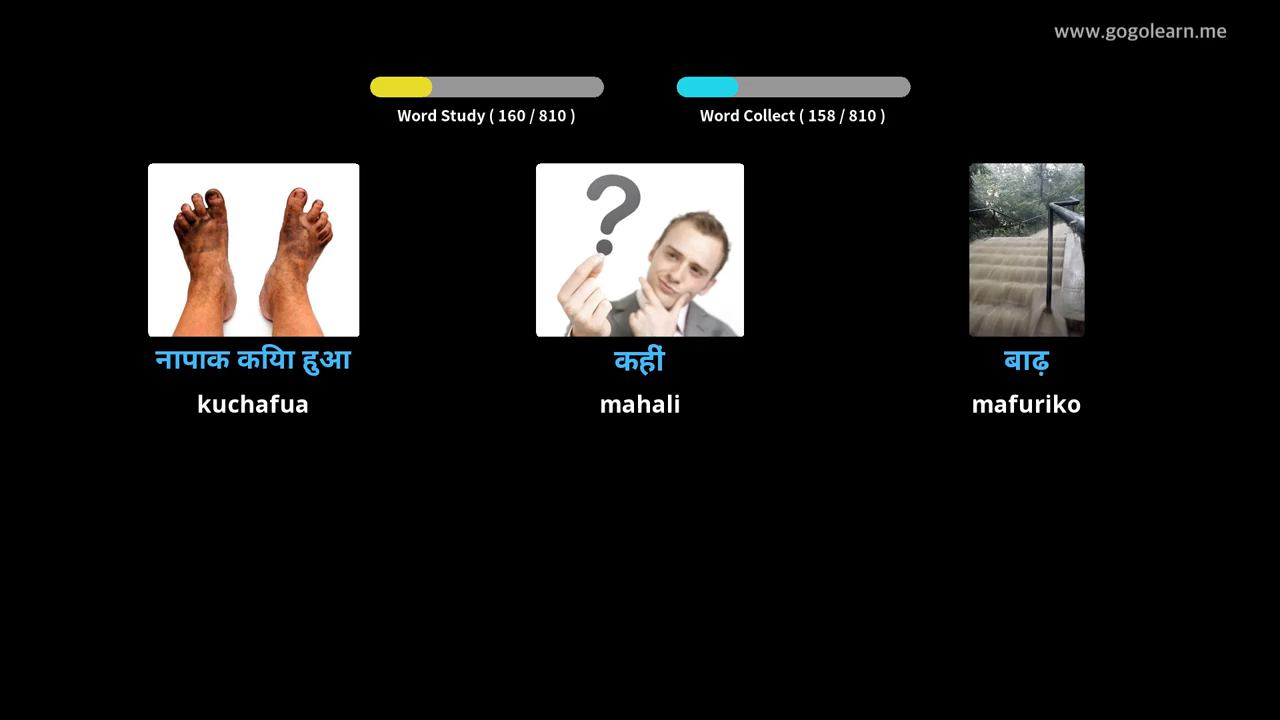 www.gogolearn.me
Word Study ( 160 / 810 )
Word Collect ( 158 / 810 )
नापाक कयिा हुआ
कहीं
बाढ़
kuchafua
mahali
mafuriko